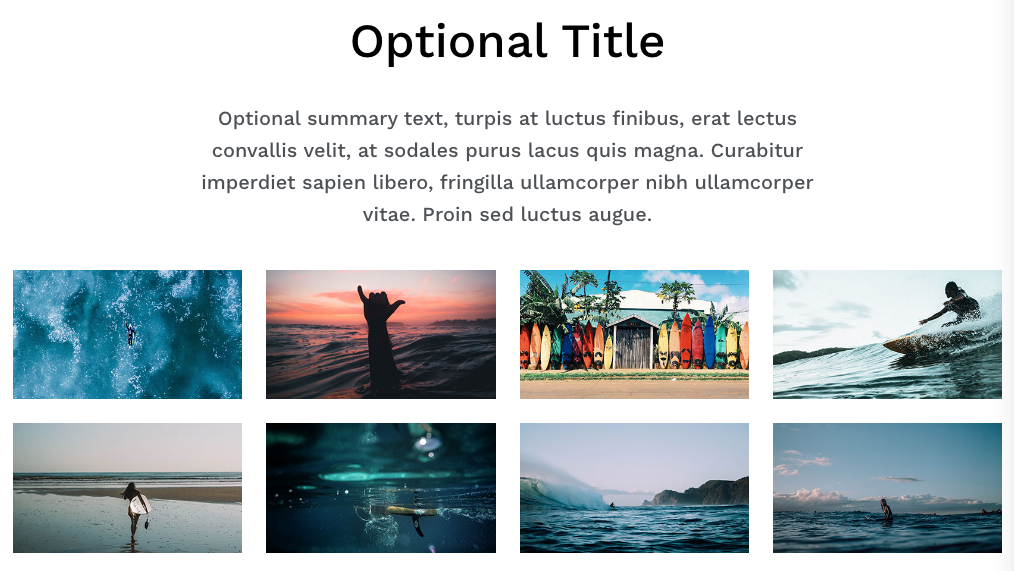 Optional Title
Optional summary text, turpis at luctus finibus, erat lectus
convallis velit, at sodales purus lacus quis magna. Curabitur
imperdiet sapien libero, fringilla ullamcorper nibh ullamcorper
vitae. Proin sed luctus augue.